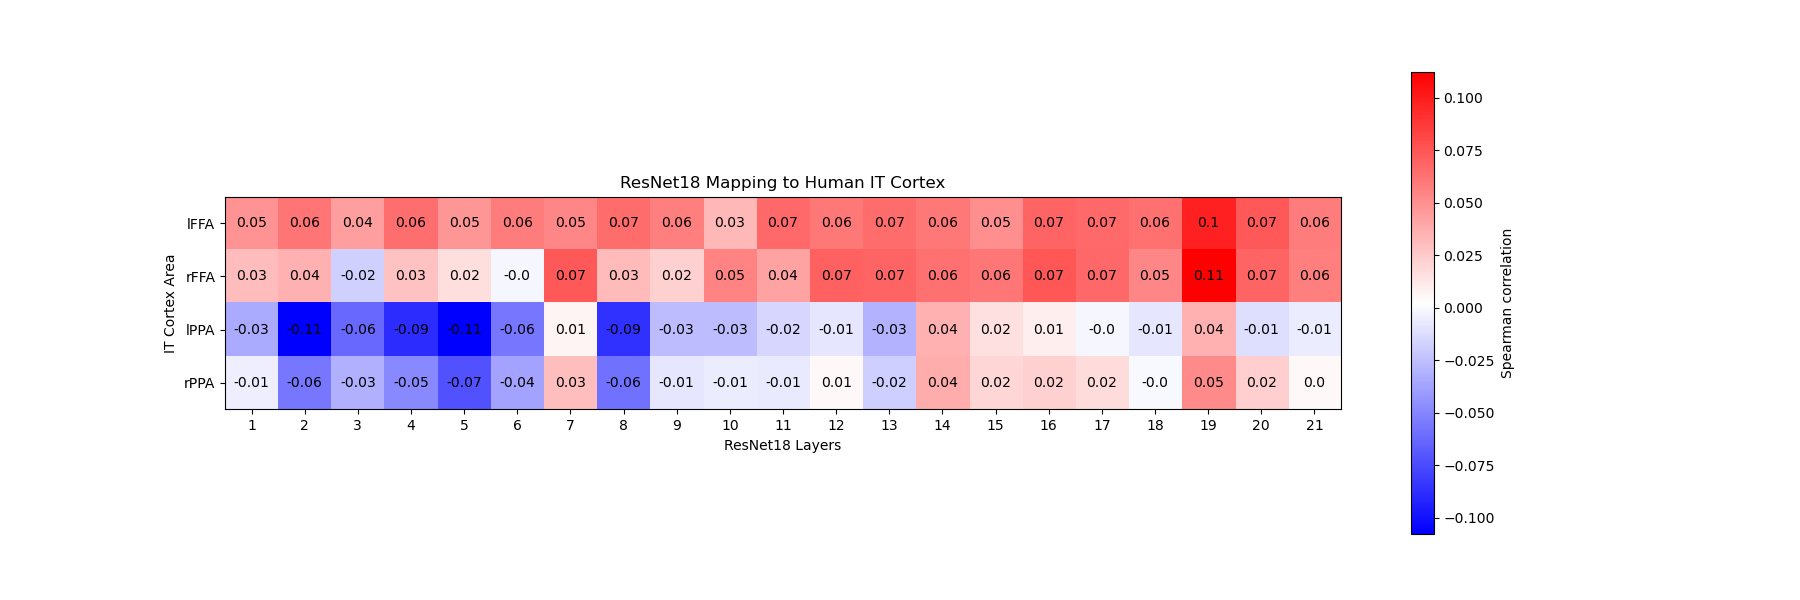 ResNet18 Mapping to Human IT Cortex
lFFA 0.05 0.06 0.04 0.06 0.05 0.06 0.05 0.07 0.06 0.03 0.07 0.06 0.07 0.06 0.05 0.07 0.07 0.06 0.1 0.07 0.06
rFFA 0.03 0.04 -0.02 0.03 0.02 -0.0 0.07 0.03 0.02 0.05 0.04 0.07 0.07 0.06 0.06 0.07 0.07 0.05 0.11 0.07 0.06
lPPA -0.03 -0.11 -0.06 -0.09 -0.11 -0.06 0.01 -0.09 -0.03 -0.03 -0.02 -0.01 -0.03 0.04 0.02 0.01 -0.0 -0.01 0.04 -0.01 -0.01
rPPA -0.01 -0.06 -0.03 -0.05 -0.07 -0.04 0.03 -0.06 -0.01 -0.01 -0.01 0.01 -0.02 0.04 0.02 0.02 0.02 -0.0 0.05 0.02 0.0
1 2 3 4 5 6 7 8 9 10 11 12 13 14 15 16 17 18 19 20 21
ResNet18 Layers
IT Cortex Area
0.100
0.075
0.050
0.025
0.000
−0.025
−0.050
−0.075
−0.100
Spearman correlation